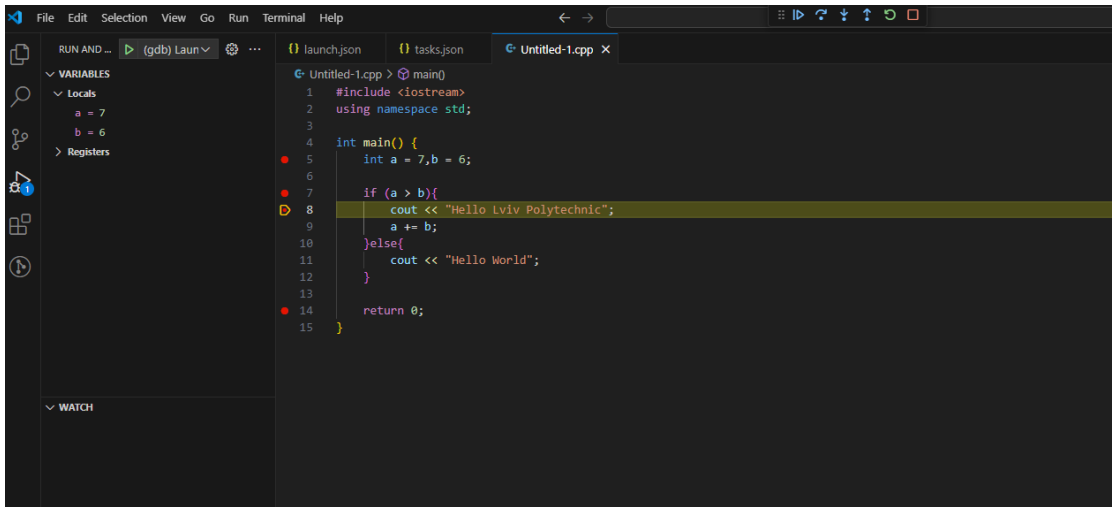 File Edit Selection View Go Run Terminal Help
RUN AND ... (gdb) Laun
VARIABLES
Locals
a = 7
b = 6
Registers
1
WATCH
launch.json tasks.json Untitled-1.cpp
Untitled-1.cpp > main()
1 #include <iostream>
2 using namespace std;
3
4 int main() {
5 int a = 7,b = 6;
6
7 if (a > b){
8 cout << "Hello Lviv Polytechnic";
9 a += b;
10 }else{
11 cout << "Hello World";
12 }
13
14 return 0;
15 }